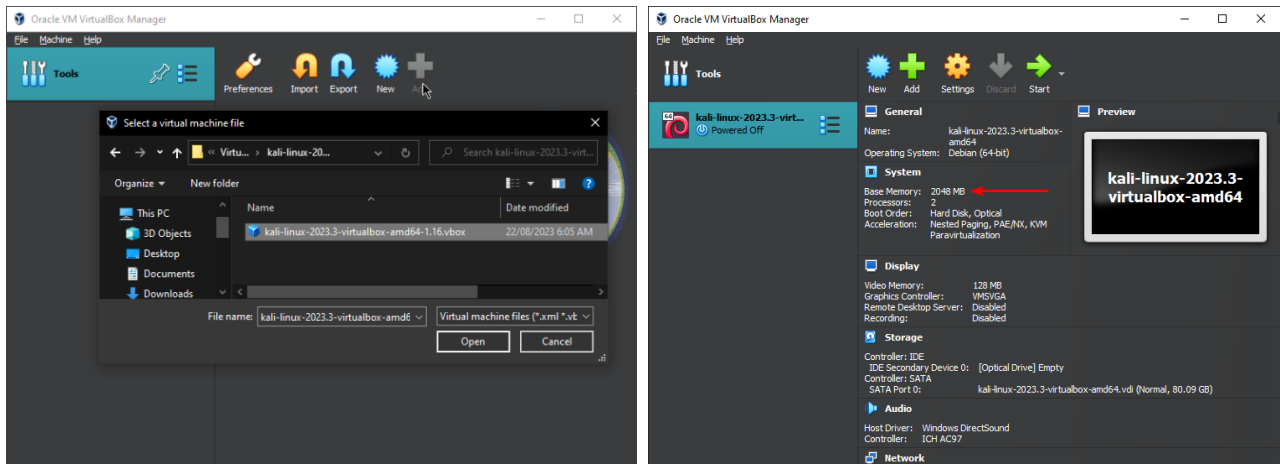 Oracle VM VirtualBox Manager
File Machine Help
Tools
Preferences Import Export New
Select a virtual machine file
« Virtu... › kali-linux-20...
Search kali-linux-2023.3-virt...
Organize New folder
This PC
3D Objects
Desktop
Documents
Downloads
Name Date modified
kali-linux-2023.3-virtualbox-amd64-1.16.vbox 22/08/2023 6:05 AM
File name: kali-linux-2023.3-virtualbox-amd6 Virtual machine files (*.xml *.vb
Open Cancel
Oracle VM VirtualBox Manager
File Machine Help
Tools
New Add Settings Discard Start
64
kali-linux-2023.3-virt...
Powered Off
General
Name: kali-linux-2023.3-virtualbox-
amd64
Operating System: Debian (64-bit)
System
Base Memory: 2048 MB
Processors: 2
Boot Order: Hard Disk, Optical
Acceleration: Nested Paging, PAE/NX, KVM
Paravirtualization
Preview
kali-linux-2023.3-
virtualbox-amd64
Display
Video Memory: 128 MB
Graphics Controller: VMSVGA
Remote Desktop Server: Disabled
Recording: Disabled
Storage
Controller: IDE
IDE Secondary Device 0: [Optical Drive] Empty
Controller: SATA
SATA Port 0: kali-linux-2023.3-virtualbox-amd64.vdi (Normal, 80.09 GB)
Audio
Host Driver: Windows DirectSound
Controller: ICH AC97
Network